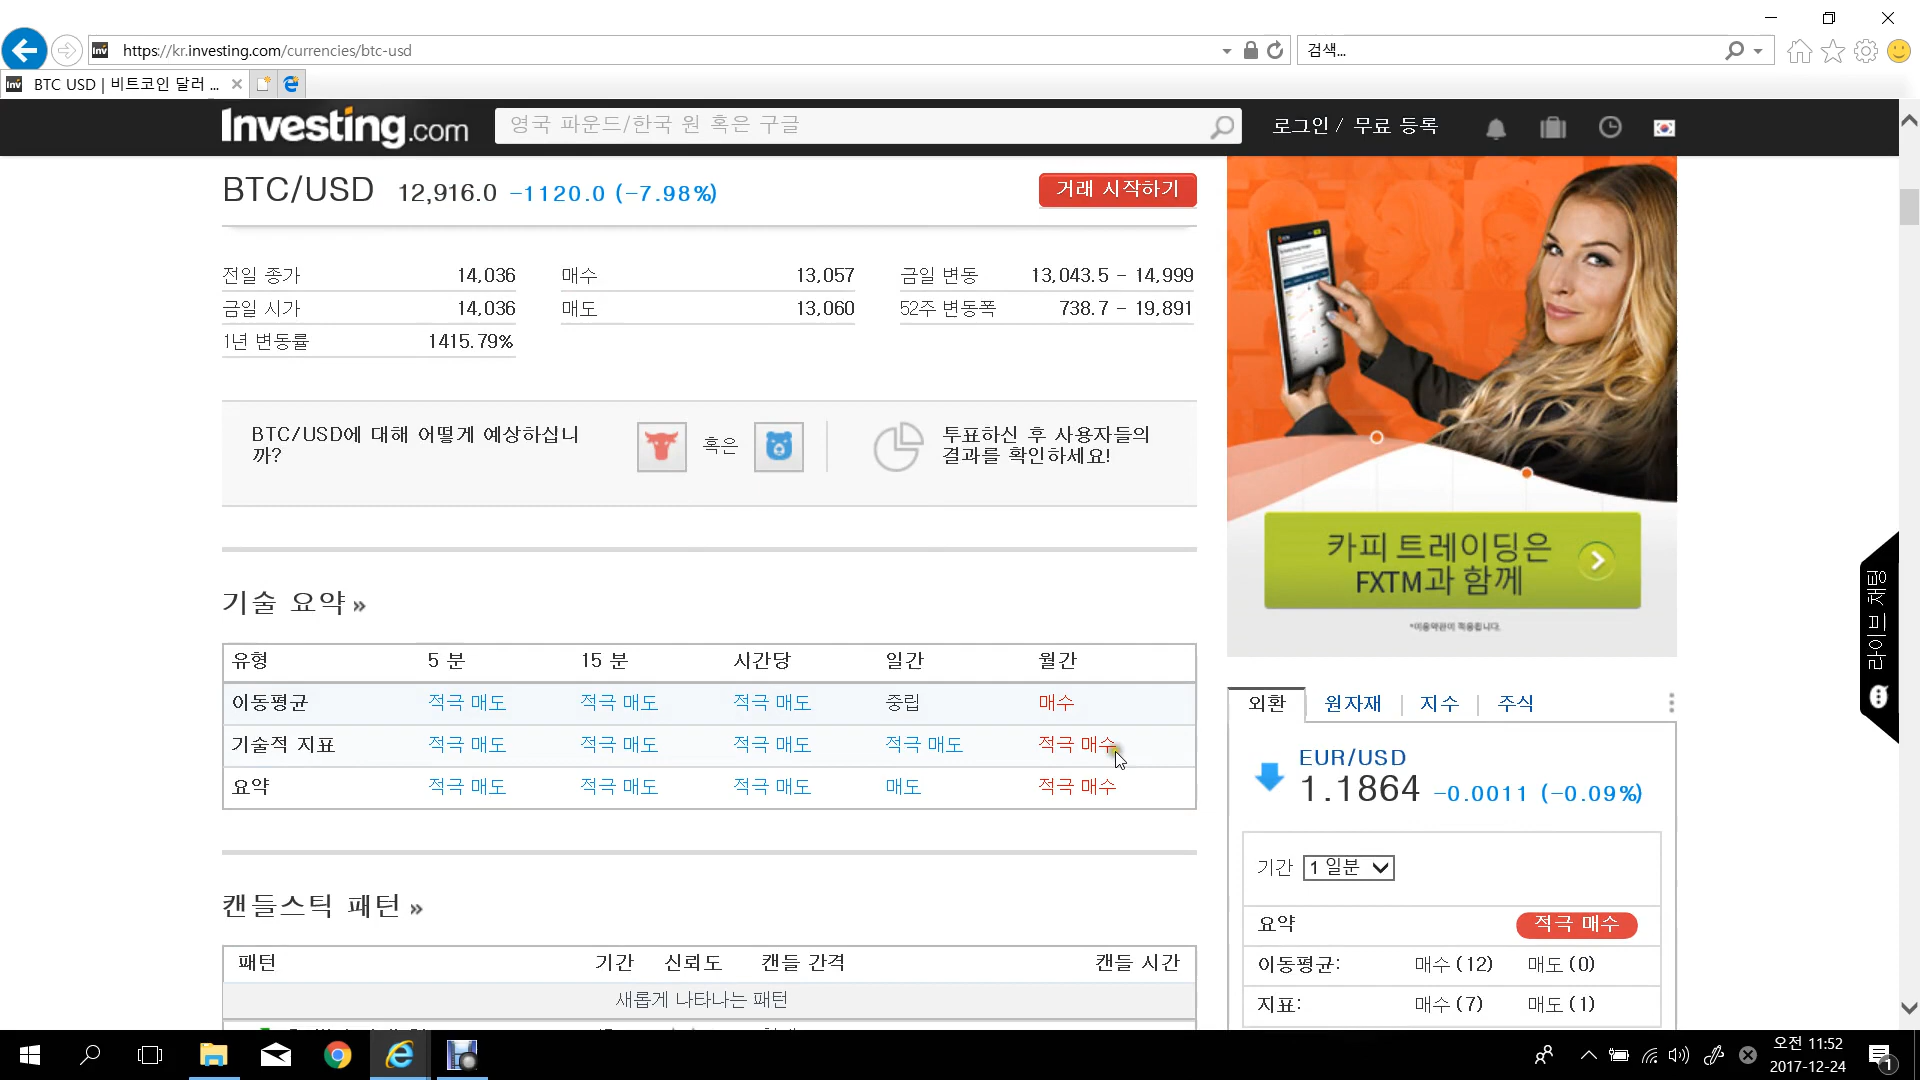 https://kr.investing.com/currencies/btc-usd
검색...
BTC USD | 비트코인 달러 ...
Investing.com
영국 파운드/한국 원 혹은 구글
로그인 / 무료 등록
BTC/USD 12,916.0 -1120.0 (-7.98%)
거래 시작하기
전일 종가 14,036 매수 13,057 금일 변동 13,043.5 - 14,999
금일 시가 14,036 매도 13,060 52주 변동폭 738.7 - 19,891
1년 변동률 1415.79%
BTC/USD에 대해 어떻게 예상하십니
까?
혹은
투표하신 후 사용자들의
결과를 확인하세요!
카피 트레이딩은
FXTM과 함께
*이용약관이 적용됩니다.
라이브 채팅
기술 요약 »
유형 5 분 15 분 시간당 일간 월간
이동평균 적극 매도 적극 매도 적극 매도 중립 매수
기술적 지표 적극 매도 적극 매도 적극 매도 적극 매도 적극 매수
요약 적극 매도 적극 매도 적극 매도 매도 적극 매수
외환 원자재 지수 주식
EUR/USD
1.1864 -0.0011 (-0.09%)
기간 1 일분
요약 적극 매수
이동평균: 매수 (12) 매도 (0)
지표: 매수 (7) 매도 (1)
캔들스틱 패턴 »
패턴 기간 신뢰도 캔들 간격 캔들 시간
새롭게 나타나는 패턴
오전 11:52
2017-12-24
1